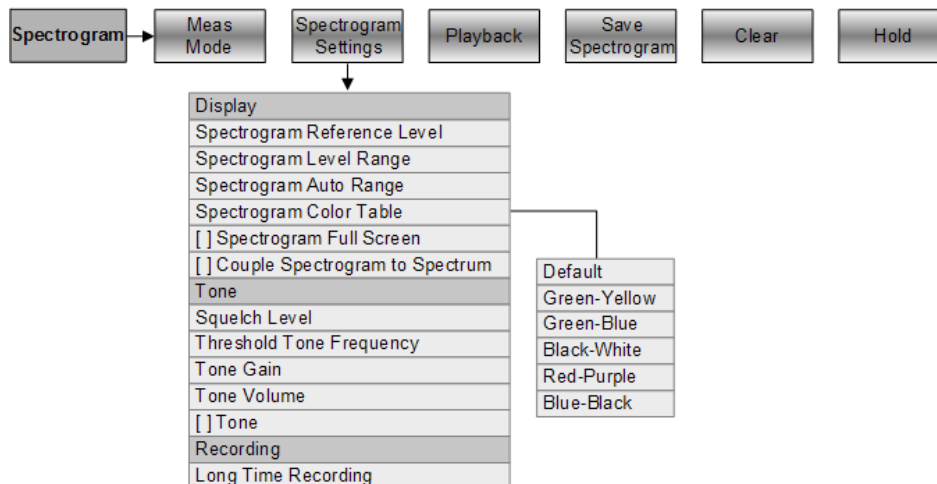 Spectrogram
Meas
Mode
Spectrogram
Settings
Playback
Save
Spectrogram
Clear
Hold
Display
Spectrogram Reference Level
Spectrogram Level Range
Spectrogram Auto Range
Spectrogram Color Table
[ ] Spectrogram Full Screen
[ ] Couple Spectrogram to Spectrum
Tone
Squelch Level
Threshold Tone Frequency
Tone Gain
Tone Volume
[ ] Tone
Recording
Long Time Recording
Default
Green-Yellow
Green-Blue
Black-White
Red-Purple
Blue-Black